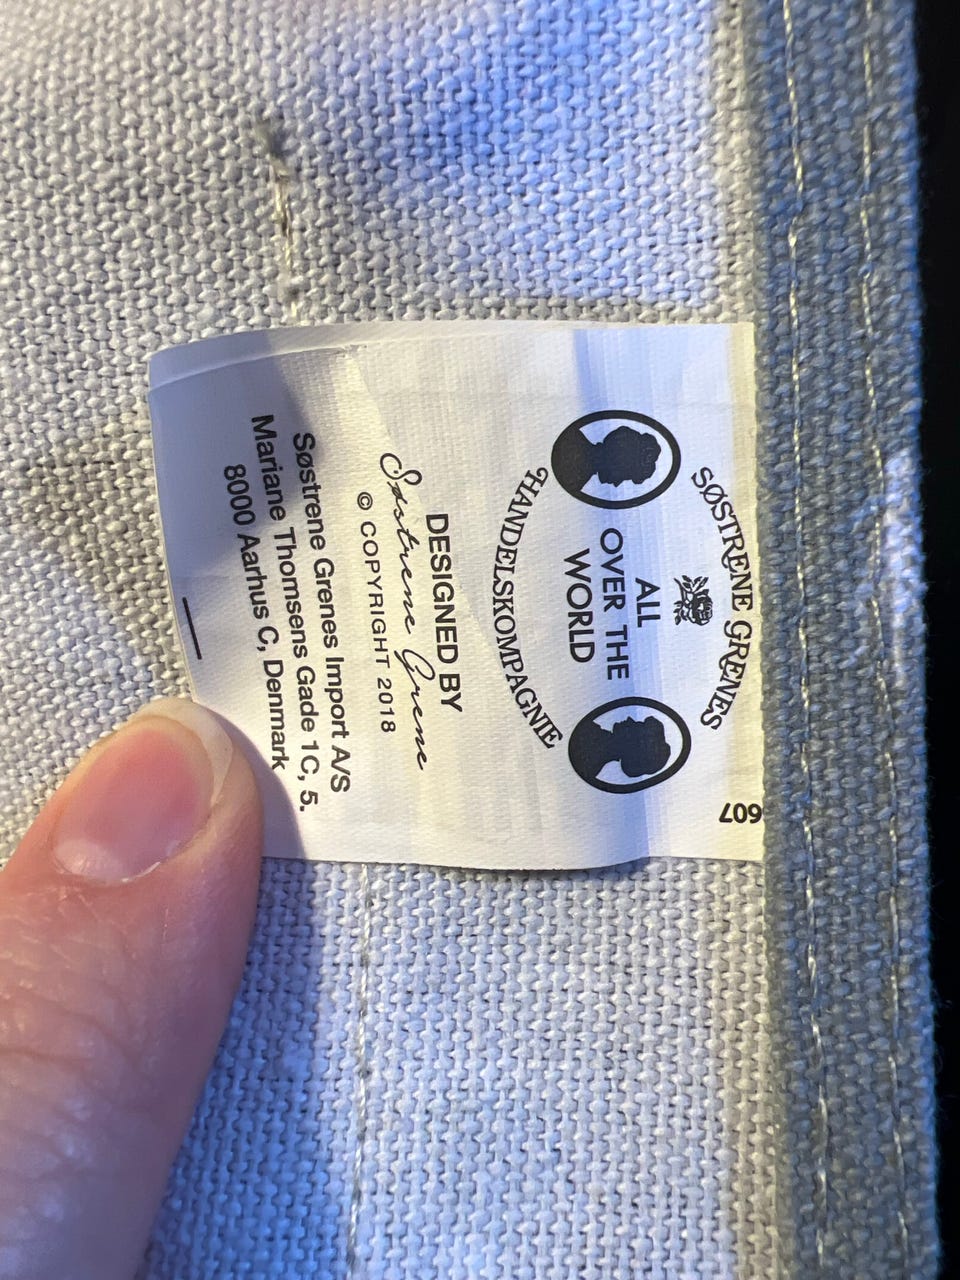 607
SØSTRENE GRENES
ALL
OVER THE
WORLD
HANDELSKOMPAGNIE
DESIGNED BY
Søstrene Grene
© COPYRIGHT 2018
Søstrene Grenes Import A/S
Mariane Thomsens Gade 1C, 5.
8000 Aarhus C, Denmark